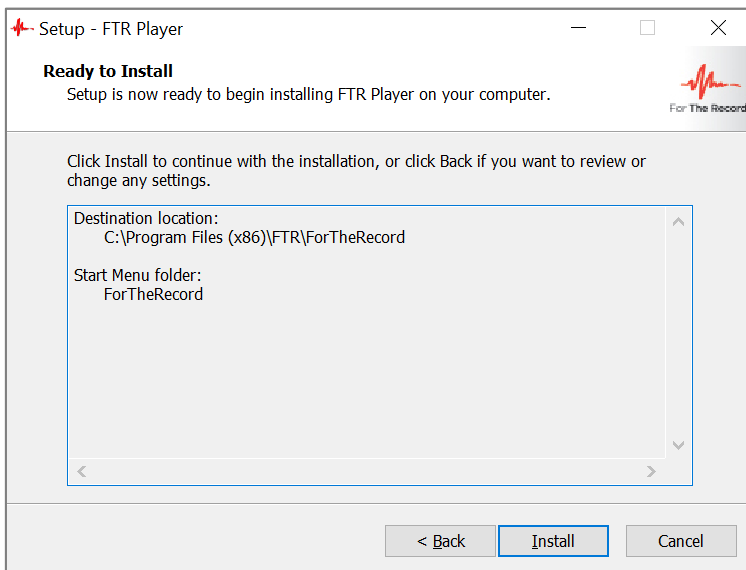 Setup - FTR Player
Ready to Install
Setup is now ready to begin installing FTR Player on your computer.
For The Record
Click Install to continue with the installation, or click Back if you want to review or
change any settings.
Destination location:
C:\Program Files (x86)\FTR\ForTheRecord
Start Menu folder:
ForTheRecord
< Back
Install
Cancel